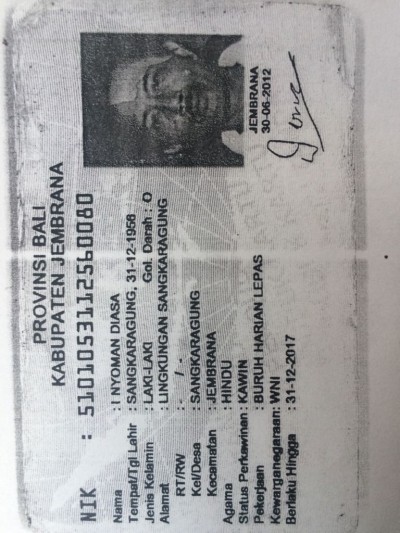 PROVINSI BALI
KABUPATEN JEMBRANA
NIK : 5101053112560080
Nama : I NYOMAN DIASA
Tempat/Tgl Lahir : SANGKARAGUNG, 31-12-1956
Jenis Kelamin : LAKI-LAKI Gol. Darah : O
Alamat : LINGKUNGAN SANGKARAGUNG
RT/RW : - / -
Kel/Desa : SANGKARAGUNG
Kecamatan : JEMBRANA
Agama : HINDU
Status Perkawinan: KAWIN
Pekerjaan : BURUH HARIAN LEPAS
Kewarganegaraan: WNI
Berlaku Hingga : 31-12-2017
JEMBRANA
30-06-2012